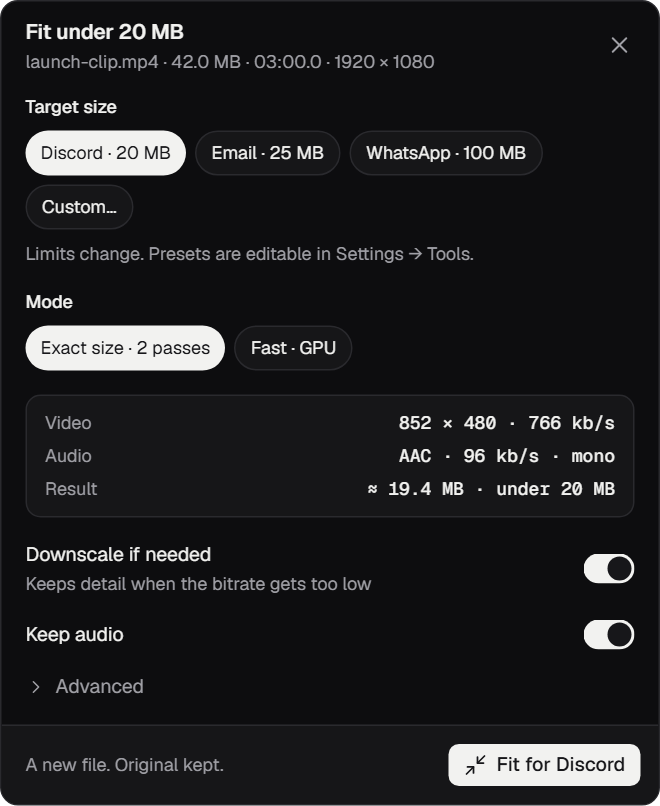 Fit under 20 MB
launch-clip.mp4 · 42.0 MB · 03:00.0 · 1920 × 1080
Target size
Discord · 20 MB Email · 25 MB WhatsApp · 100 MB
Custom...
Limits change. Presets are editable in Settings → Tools.
Mode
Exact size · 2 passes Fast · GPU
Video 852 × 480 · 766 kb/s
Audio AAC · 96 kb/s · mono
Result ≈ 19.4 MB · under 20 MB
Downscale if needed
Keeps detail when the bitrate gets too low
Keep audio
Advanced
A new file. Original kept. Fit for Discord